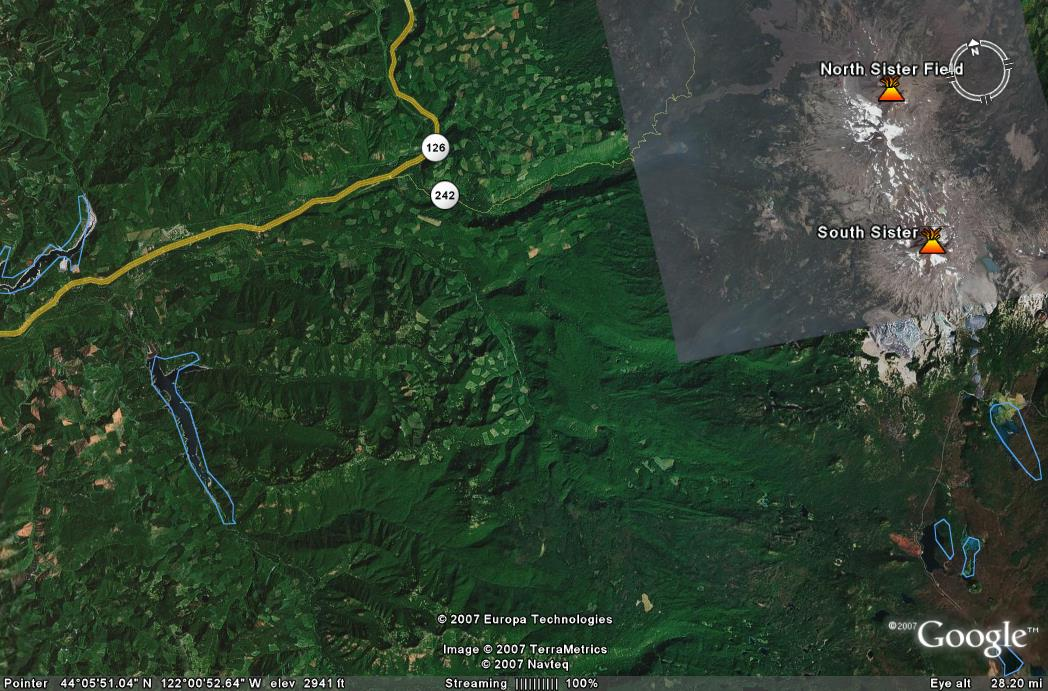 North Sister Field
N
126
242
South Sister
© 2007 Europa Technologies
Image © 2007 TerraMetrics
© 2007 Navteq
©2007 Google™
Pointer 44°05'51.04" N 122°00'52.64" W elev 2941 ft Streaming |||||||||| 100% Eye alt 28.20 mi